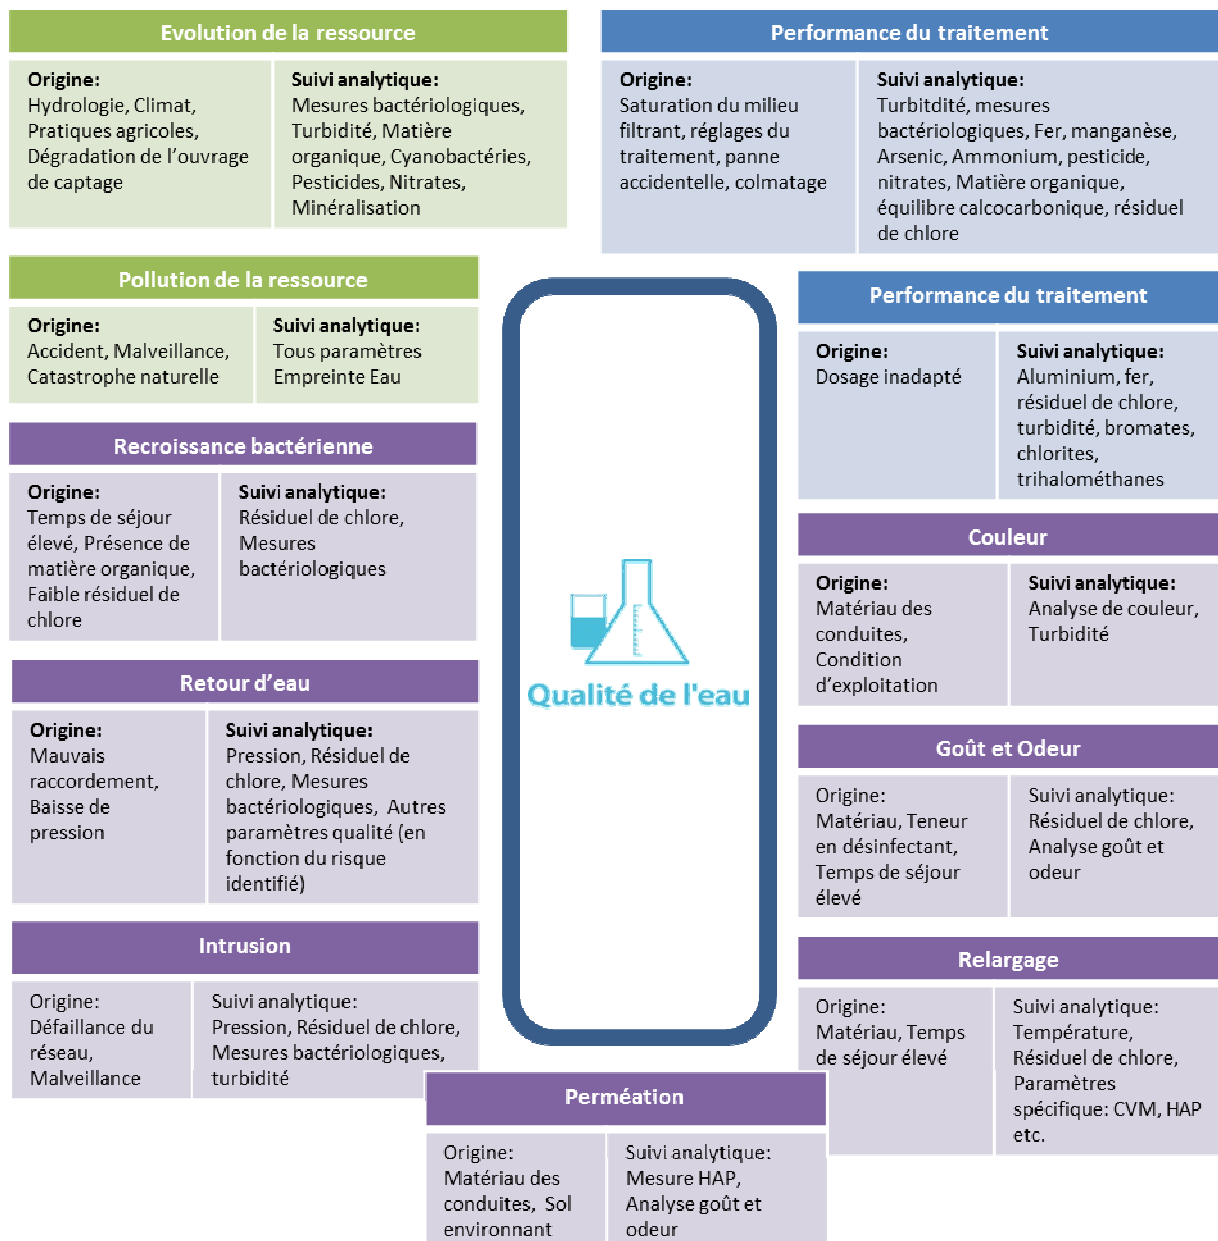 Evolution de la ressource
Origine:
Hydrologie, Climat,
Pratiques agricoles,
Dégradation de l'ouvrage
de captage
Suivi analytique:
Mesures bactériologiques,
Turbidité, Matière
organique, Cyanobactéries,
Pesticides, Nitrates,
Minéralisation
Performance du traitement
Origine:
Saturation du milieu
filtrant, réglages du
traitement, panne
accidentelle, colmatage
Suivi analytique:
Turbitdité, mesures
bactériologiques, Fer, manganèse,
Arsenic, Ammonium, pesticide,
nitrates, Matière organique,
équilibre calcocarbonique, résiduel
de chlore
Pollution de la ressource
Origine:
Accident, Malveillance,
Catastrophe naturelle
Suivi analytique:
Tous paramètres
Empreinte Eau
Performance du traitement
Origine:
Dosage inadapté
Suivi analytique:
Aluminium, fer,
résiduel de chlore,
turbidité, bromates,
chlorites,
trihalométhanes
Recroissance bactérienne
Origine:
Temps de séjour
élevé, Présence de
matière organique,
Faible résiduel de
chlore
Suivi analytique:
Résiduel de chlore,
Mesures
bactériologiques
Couleur
Origine:
Matériau des
conduites,
Condition
d'exploitation
Suivi analytique:
Analyse de couleur,
Turbidité
Qualité de l'eau
Retour d'eau
Origine:
Mauvais
raccordement,
Baisse de
pression
Suivi analytique:
Pression, Résiduel de
chlore, Mesures
bactériologiques, Autres
paramètres qualité (en
fonction du risque
identifié)
Goût et Odeur
Origine:
Matériau, Teneur
en désinfectant,
Temps de séjour
élevé
Suivi analytique:
Résiduel de chlore,
Analyse goût et
odeur
Intrusion
Origine:
Défaillance du
réseau,
Malveillance
Suivi analytique:
Pression, Résiduel de chlore,
Mesures bactériologiques,
turbidité
Relargage
Origine:
Matériau, Temps
de séjour élevé
Suivi analytique:
Température,
Résiduel de chlore,
Paramètres
spécifique: CVM, HAP
etc.
Perméation
Origine:
Matériau des
conduites, Sol
environnant
Suivi analytique:
Mesure HAP,
Analyse goût et
odeur